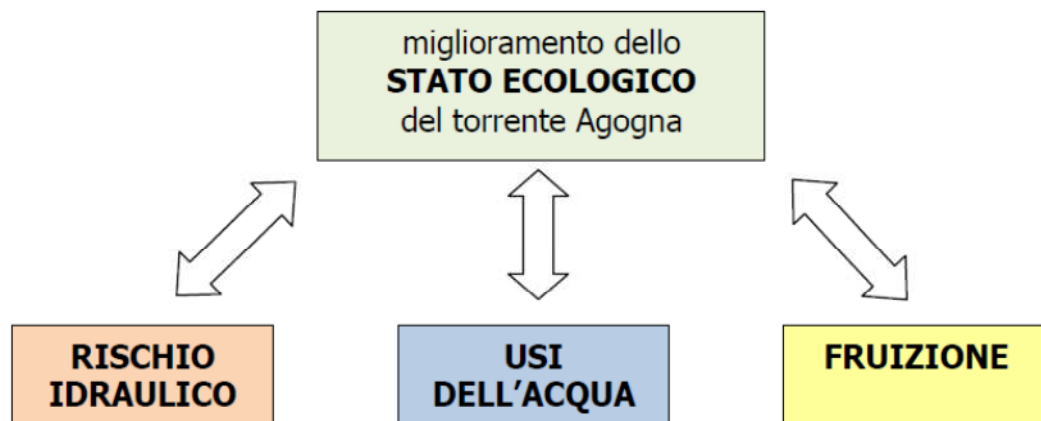 miglioramento dello
STATO ECOLOGICO
del torrente Agogna
RISCHIO
IDRAULICO
USI
DELL’ACQUA
FRUIZIONE